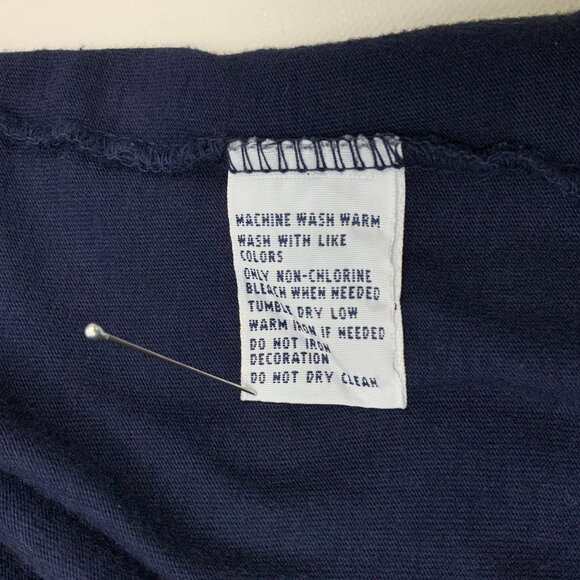 MACHINE WASH WARM
WASH WITH LIKE
COLORS
ONLY NON-CHLORINE
BLEACH WHEN NEEDED
TUMBLE DRY LOW
WARM IRON IF NEEDED
DO NOT IRON
DECORATION
DO NOT DRY CLEAN